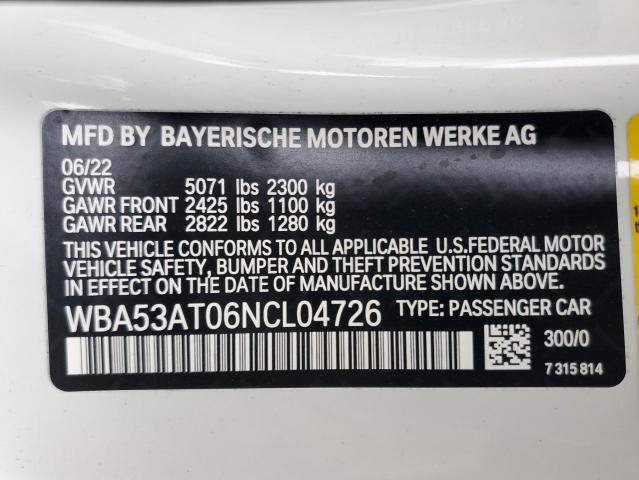 MFD BY BAYERISCHE MOTOREN WERKE AG
06/22
GVWR 5071 lbs 2300 kg
GAWR FRONT 2425 lbs 1100 kg
GAWR REAR 2822 lbs 1280 kg
THIS VEHICLE CONFORMS TO ALL APPLICABLE U.S.FEDERAL MOTOR
VEHICLE SAFETY, BUMPER AND THEFT PREVENTION STANDARDS
IN EFFECT ON THE DATE OF MANUFACTURE SHOWN ABOVE.
WBA53AT06NCL04726 TYPE: PASSENGER CAR
300/0
7 315 814